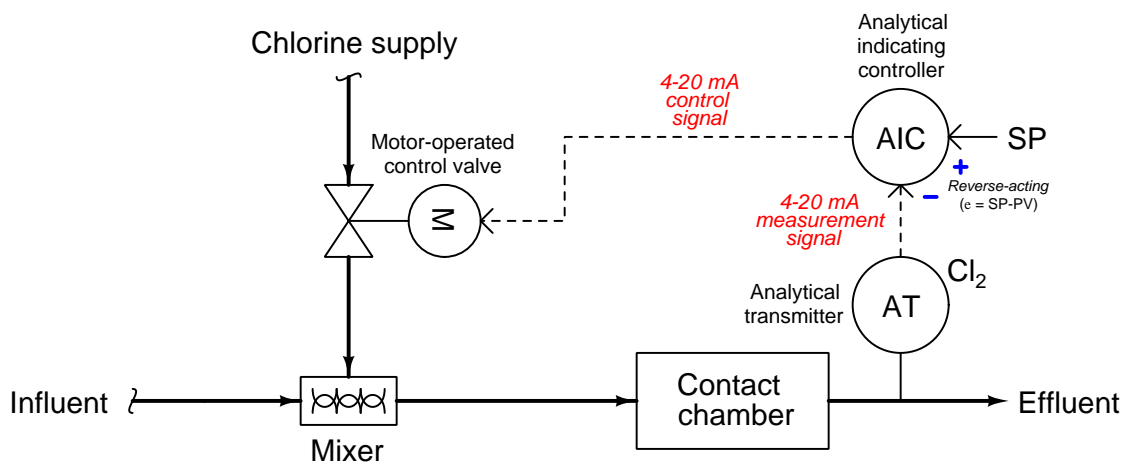 Chlorine supply
Analytical
indicating
controller
4-20 mA
control
signal
Motor-operated
control valve
M
AIC
SP
+
−
Reverse-acting
(e = SP-PV)
4-20 mA
measurement
signal
Cl2
Analytical
transmitter
AT
Influent
Mixer
Contact
chamber
Effluent